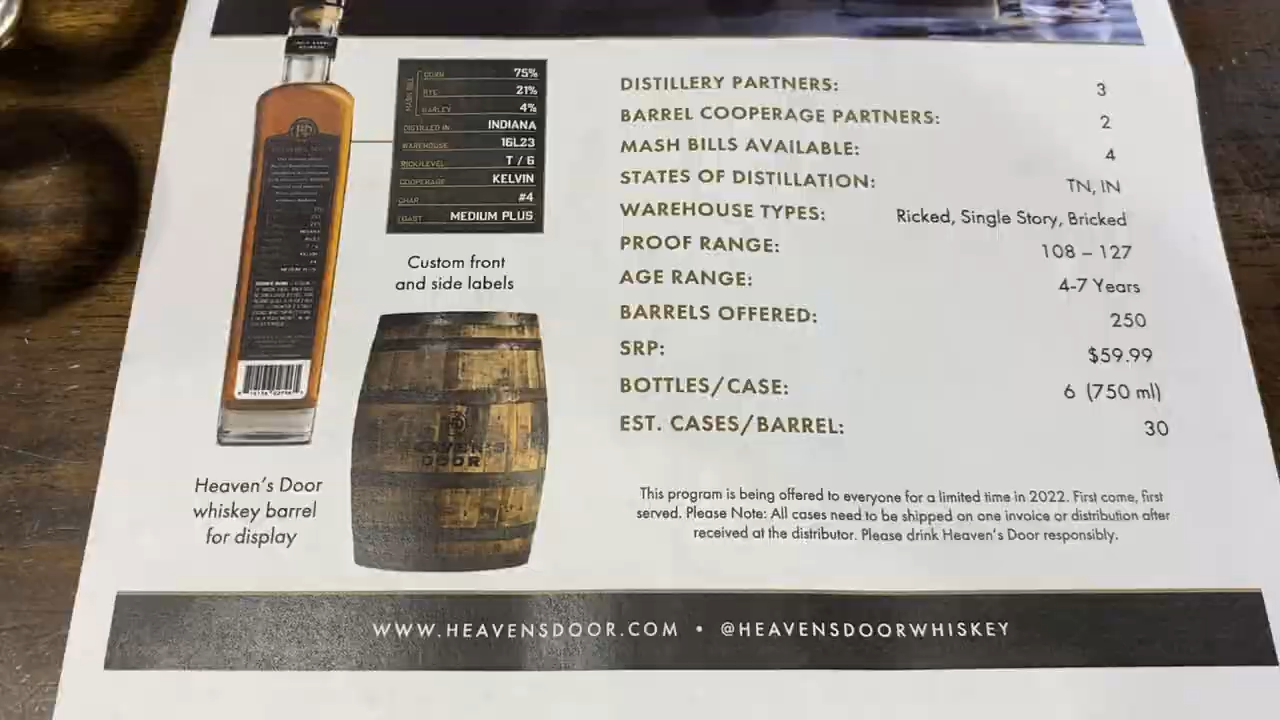 CORN 75%
RYE 21%
BARLEY 4%
MASH BILL
DISTILLED IN INDIANA
WAREHOUSE 16L23
RICK/LEVEL T / 6
COOPERAGE KELVIN
CHAR #4
TOAST MEDIUM PLUS
Custom front
and side labels
HEAVEN'S
DOOR
Heaven's Door
whiskey barrel
for display
DISTILLERY PARTNERS: 3
BARREL COOPERAGE PARTNERS: 2
MASH BILLS AVAILABLE: 4
STATES OF DISTILLATION: TN, IN
WAREHOUSE TYPES: Ricked, Single Story, Bricked
PROOF RANGE: 108 – 127
AGE RANGE: 4-7 Years
BARRELS OFFERED: 250
SRP: $59.99
BOTTLES/CASE: 6 (750 ml)
EST. CASES/BARREL: 30
This program is being offered to everyone for a limited time in 2022. First come, first
served. Please Note: All cases need to be shipped on one invoice or distribution after
received at the distributor. Please drink Heaven's Door responsibly.
WWW.HEAVENSDOOR.COM • @HEAVENSDOORWHISKEY